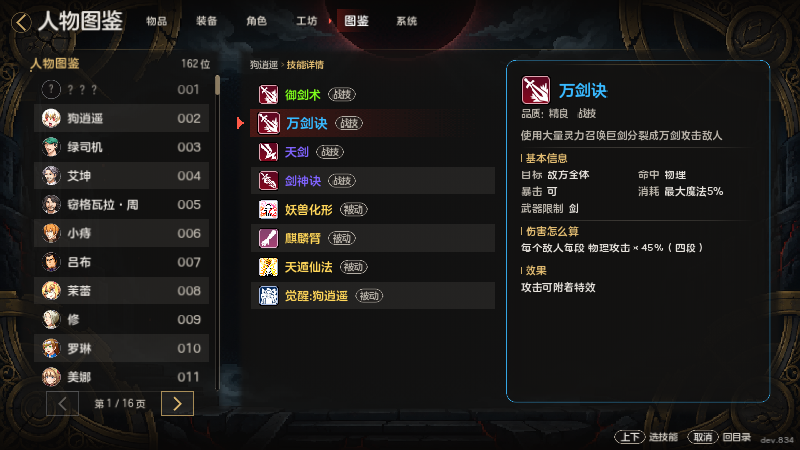 人物图鉴 物品 装备 角色 工坊 图鉴 系统
人物图鉴 162 位
? ? ? ? 001
狗逍遥 002
绿司机 003
艾坤 004
窃格瓦拉·周 005
小痔 006
吕布 007
茉蕾 008
修 009
罗琳 010
美娜 011
第 1 / 16 页
狗逍遥 › 技能详情
御剑术 战技
万剑诀 战技
天剑 战技
剑神诀 战技
妖兽化形 被动
麒麟臂 被动
天遁仙法 被动
觉醒:狗逍遥 被动
万剑诀
品质: 精良 战技
使用大量灵力召唤巨剑分裂成万剑攻击敌人
基本信息
目标 敌方全体 命中 物理
暴击 可 消耗 最大魔法5%
武器限制 剑
伤害怎么算
每个敌人每段 物理攻击 × 45% ( 四段 )
效果
攻击可附着特效
上下 选技能 取消 回目录
dev.834